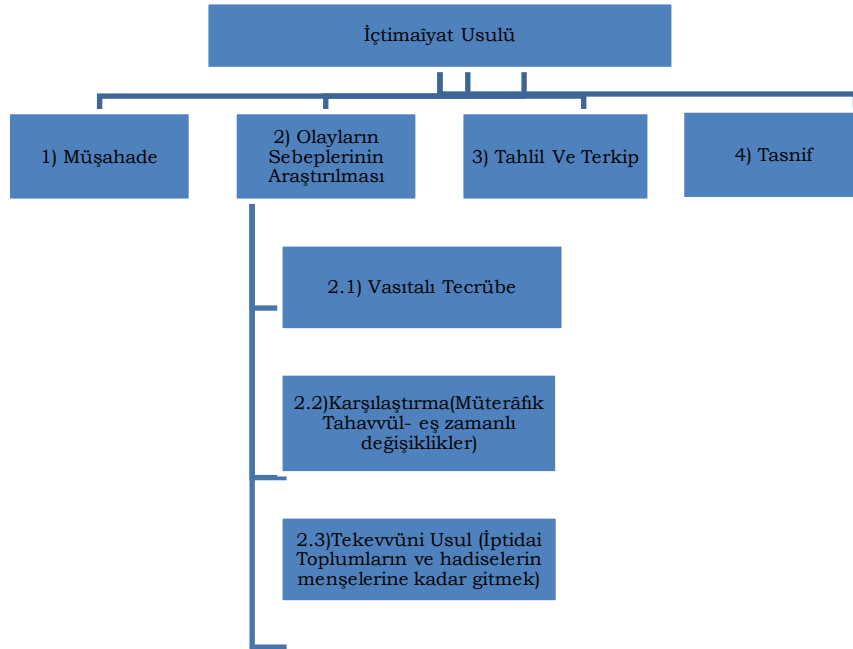 İçtimaîyat Usulü
1) Müşahade
2) Olayların
Sebeplerinin
Araştırılması
3) Tahlil Ve Terkip
4) Tasnif
2.1) Vasıtalı Tecrübe
2.2)Karşılaştırma(Müterâfık
Tahavvül- eş zamanlı
değişiklikler)
2.3)Tekevvüni Usul (İptidai
Toplumların ve hadiselerin
menşelerine kadar gitmek)